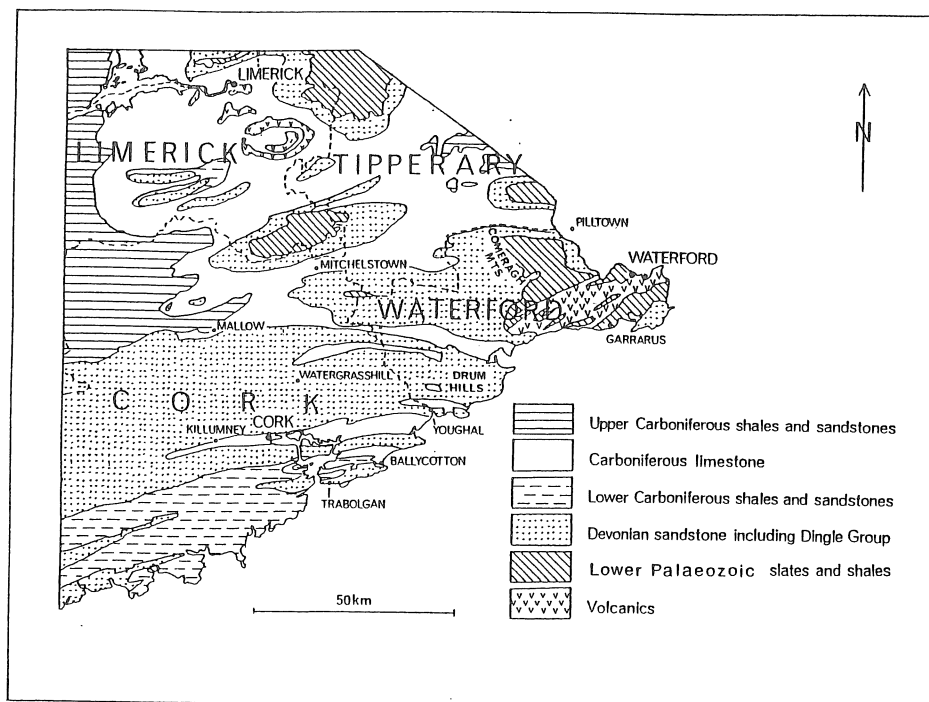 LIMERICK
N
LIMERICK
TIPPERARY
PILLTOWN
COMERAGH
MTS
WATERFORD
MITCHELSTOWN
WATERFORD
MALLOW
GARRARUS
WATERGRASSHILL
DRUM
HILLS
CORK
CORK
KILLUMNEY
YOUGHAL
BALLYCOTTON
TRABOLGAN
Upper Carboniferous shales and sandstones
Carboniferous limestone
Lower Carboniferous shales and sandstones
Devonian sandstone including Dingle Group
Lower Palaeozoic slates and shales
Volcanics
50km